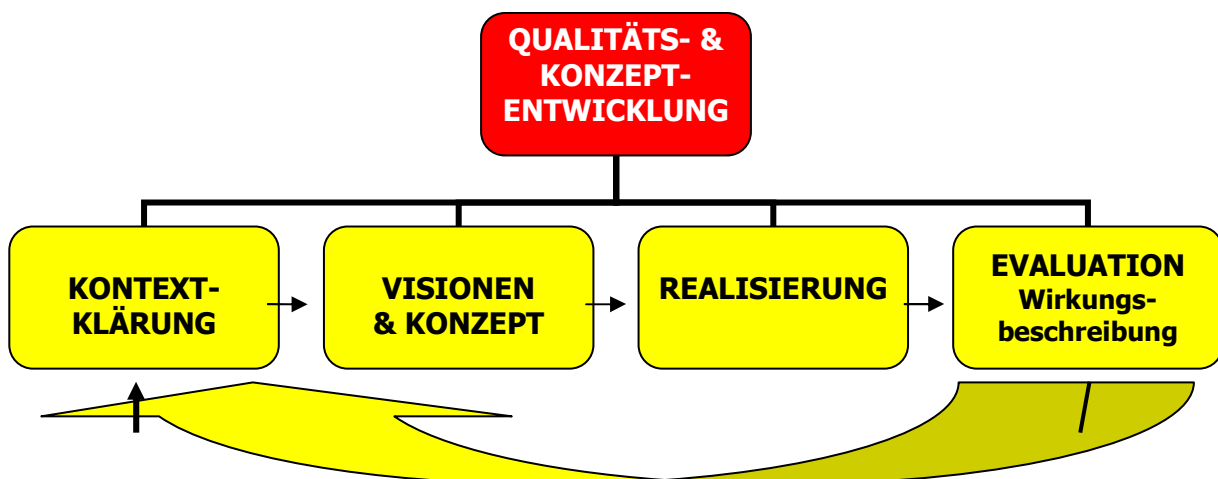 QUALITÄTS- &
KONZEPT-
ENTWICKLUNG
KONTEXT-
KLÄRUNG
VISIONEN
& KONZEPT
REALISIERUNG
EVALUATION
Wirkungs-
beschreibung